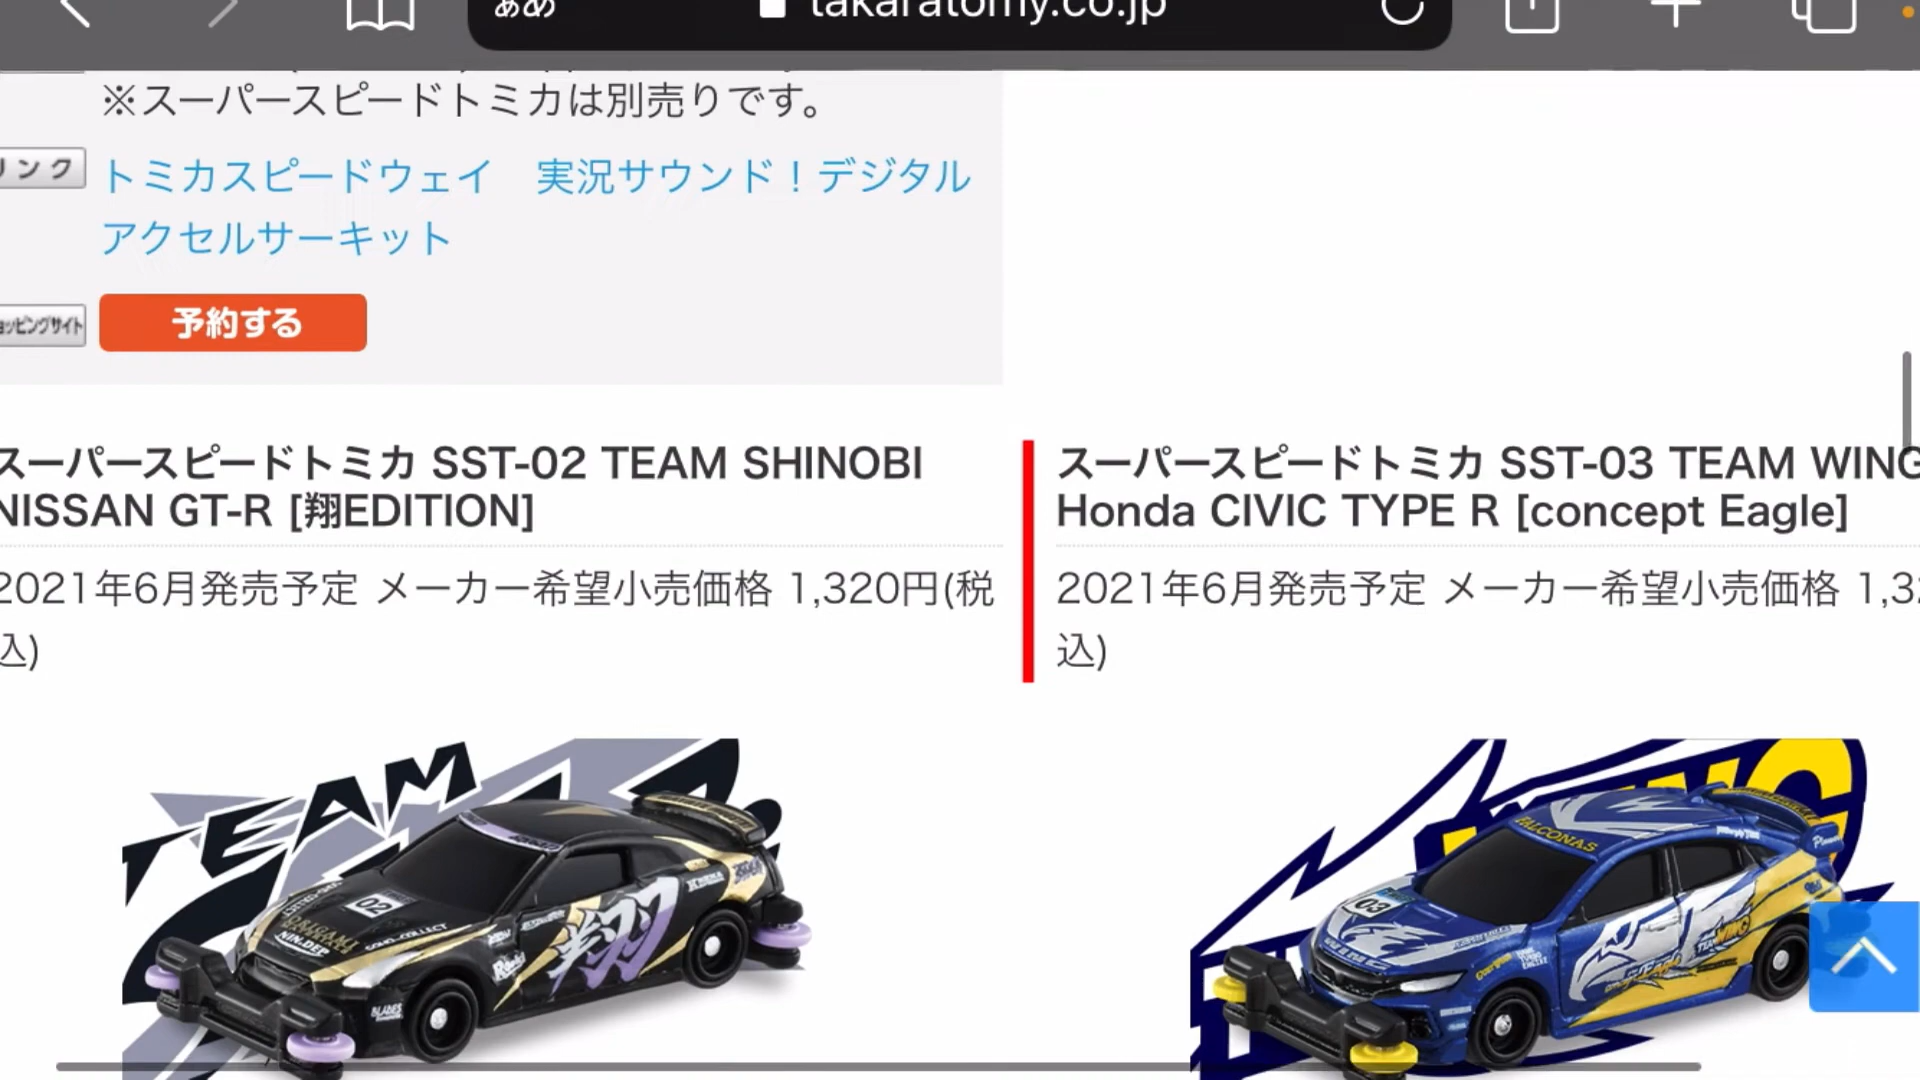 ああ takaratomy.co.jp
※スーパースピードトミカは別売りです。
リンク トミカスピードウェイ 実況サウンド！デジタル
アクセルサーキット
ョッピングサイト 予約する
スーパースピードトミカ SST-02 TEAM SHINOBI
NISSAN GT-R [翔EDITION]
2021年6月発売予定 メーカー希望小売価格 1,320円(税
込)
スーパースピードトミカ SST-03 TEAM WING
Honda CIVIC TYPE R [concept Eagle]
2021年6月発売予定 メーカー希望小売価格 1,3
込)
TEAM
02
NIN-DEP
BLADES
翔
FALCONAS
03
TEAM WING